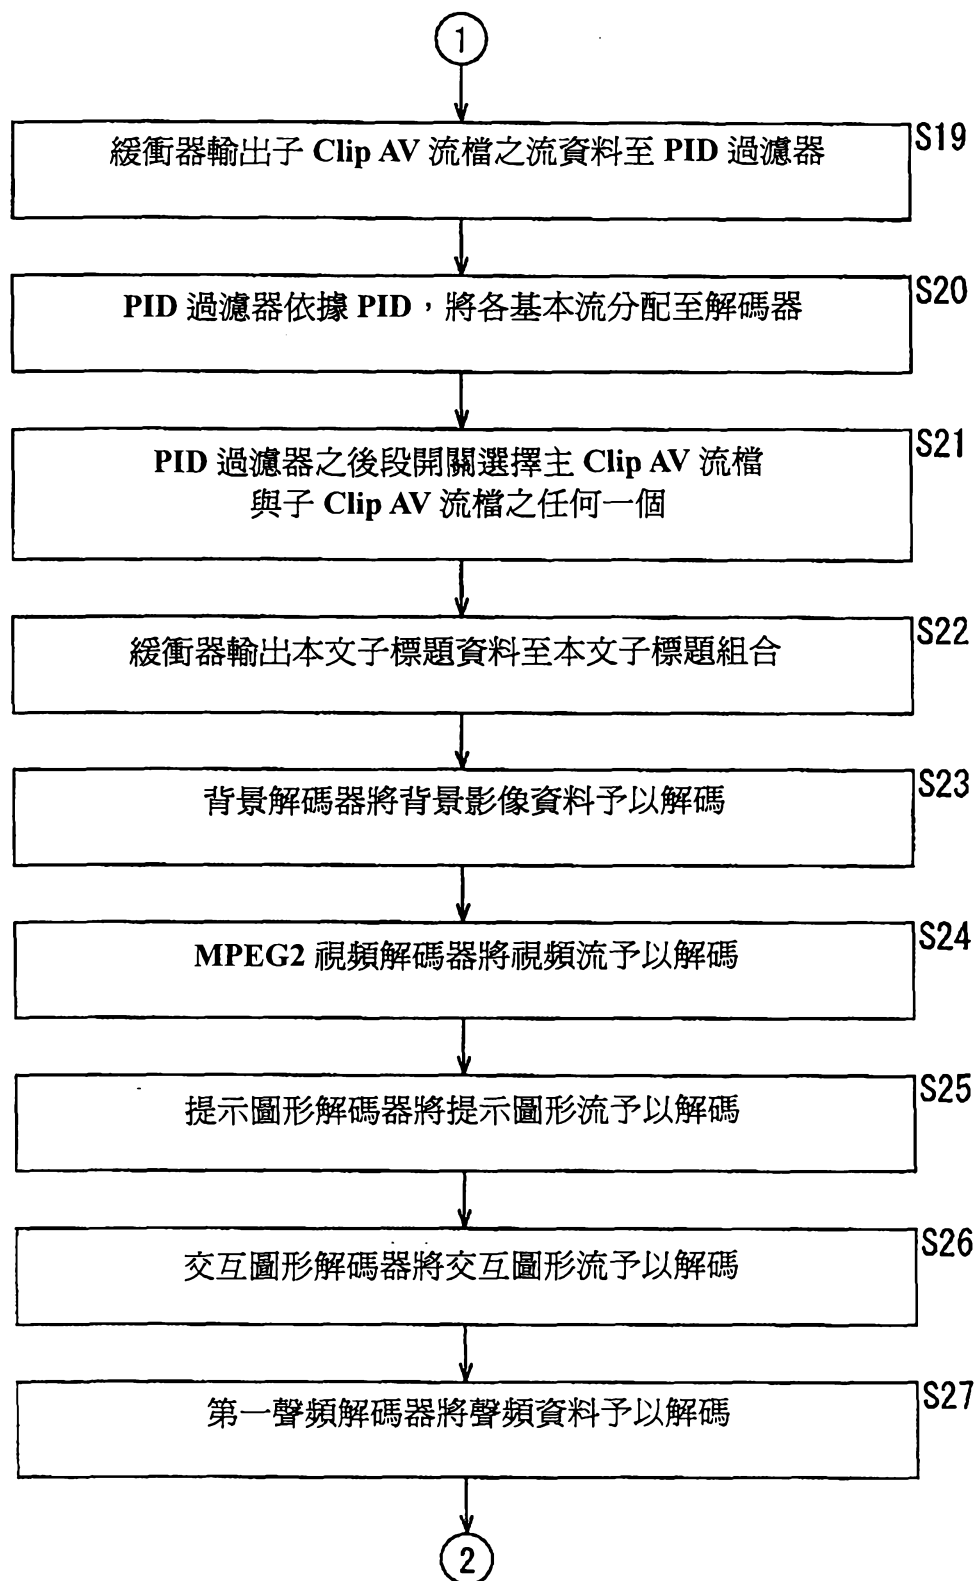 1
緩衝器輸出子 Clip AV 流檔之流資料至 PID 過濾器
S19
PID 過濾器依據 PID，將各基本流分配至解碼器
S20
PID 過濾器之後段開關選擇主 Clip AV 流檔
與子 Clip AV 流檔之任何一個
S21
緩衝器輸出本文子標題資料至本文子標題組合
S22
背景解碼器將背景影像資料予以解碼
S23
MPEG2 視頻解碼器將視頻流予以解碼
S24
提示圖形解碼器將提示圖形流予以解碼
S25
交互圖形解碼器將交互圖形流予以解碼
S26
第一聲頻解碼器將聲頻資料予以解碼
S27
2